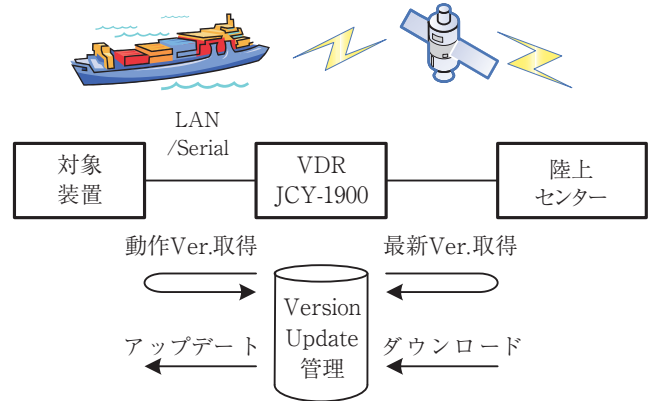 LAN
/Serial
対象
装置
VDR
JCY-1900
陸上
センター
動作Ver.取得
最新Ver.取得
Version
Update
管理
アップデート
ダウンロード